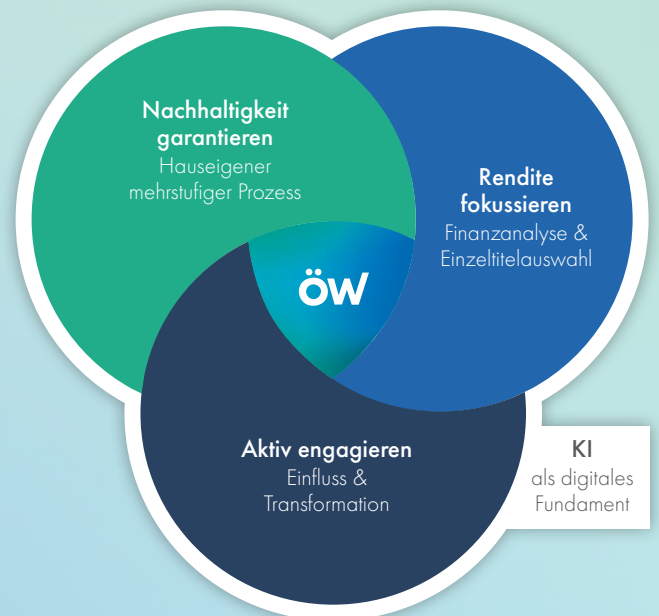 Nachhaltigkeit
garantieren
Hauseigener
mehrstufiger Prozess
Rendite
fokussieren
Finanzanalyse &
Einzeltitelauswahl
ÖW
Aktiv engagieren
Einfluss &
Transformation
KI
als digitales
Fundament